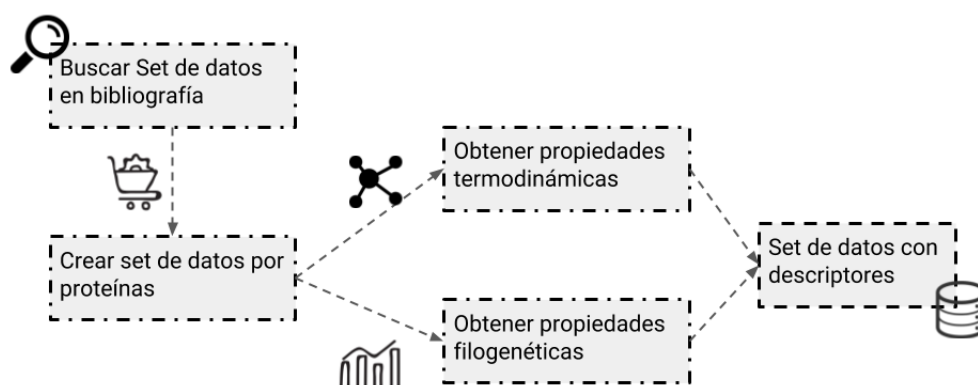 Buscar Set de datos
en bibliografía
Crear set de datos por
proteínas
Obtener propiedades
termodinámicas
Obtener propiedades
filogenéticas
Set de datos con
descriptores